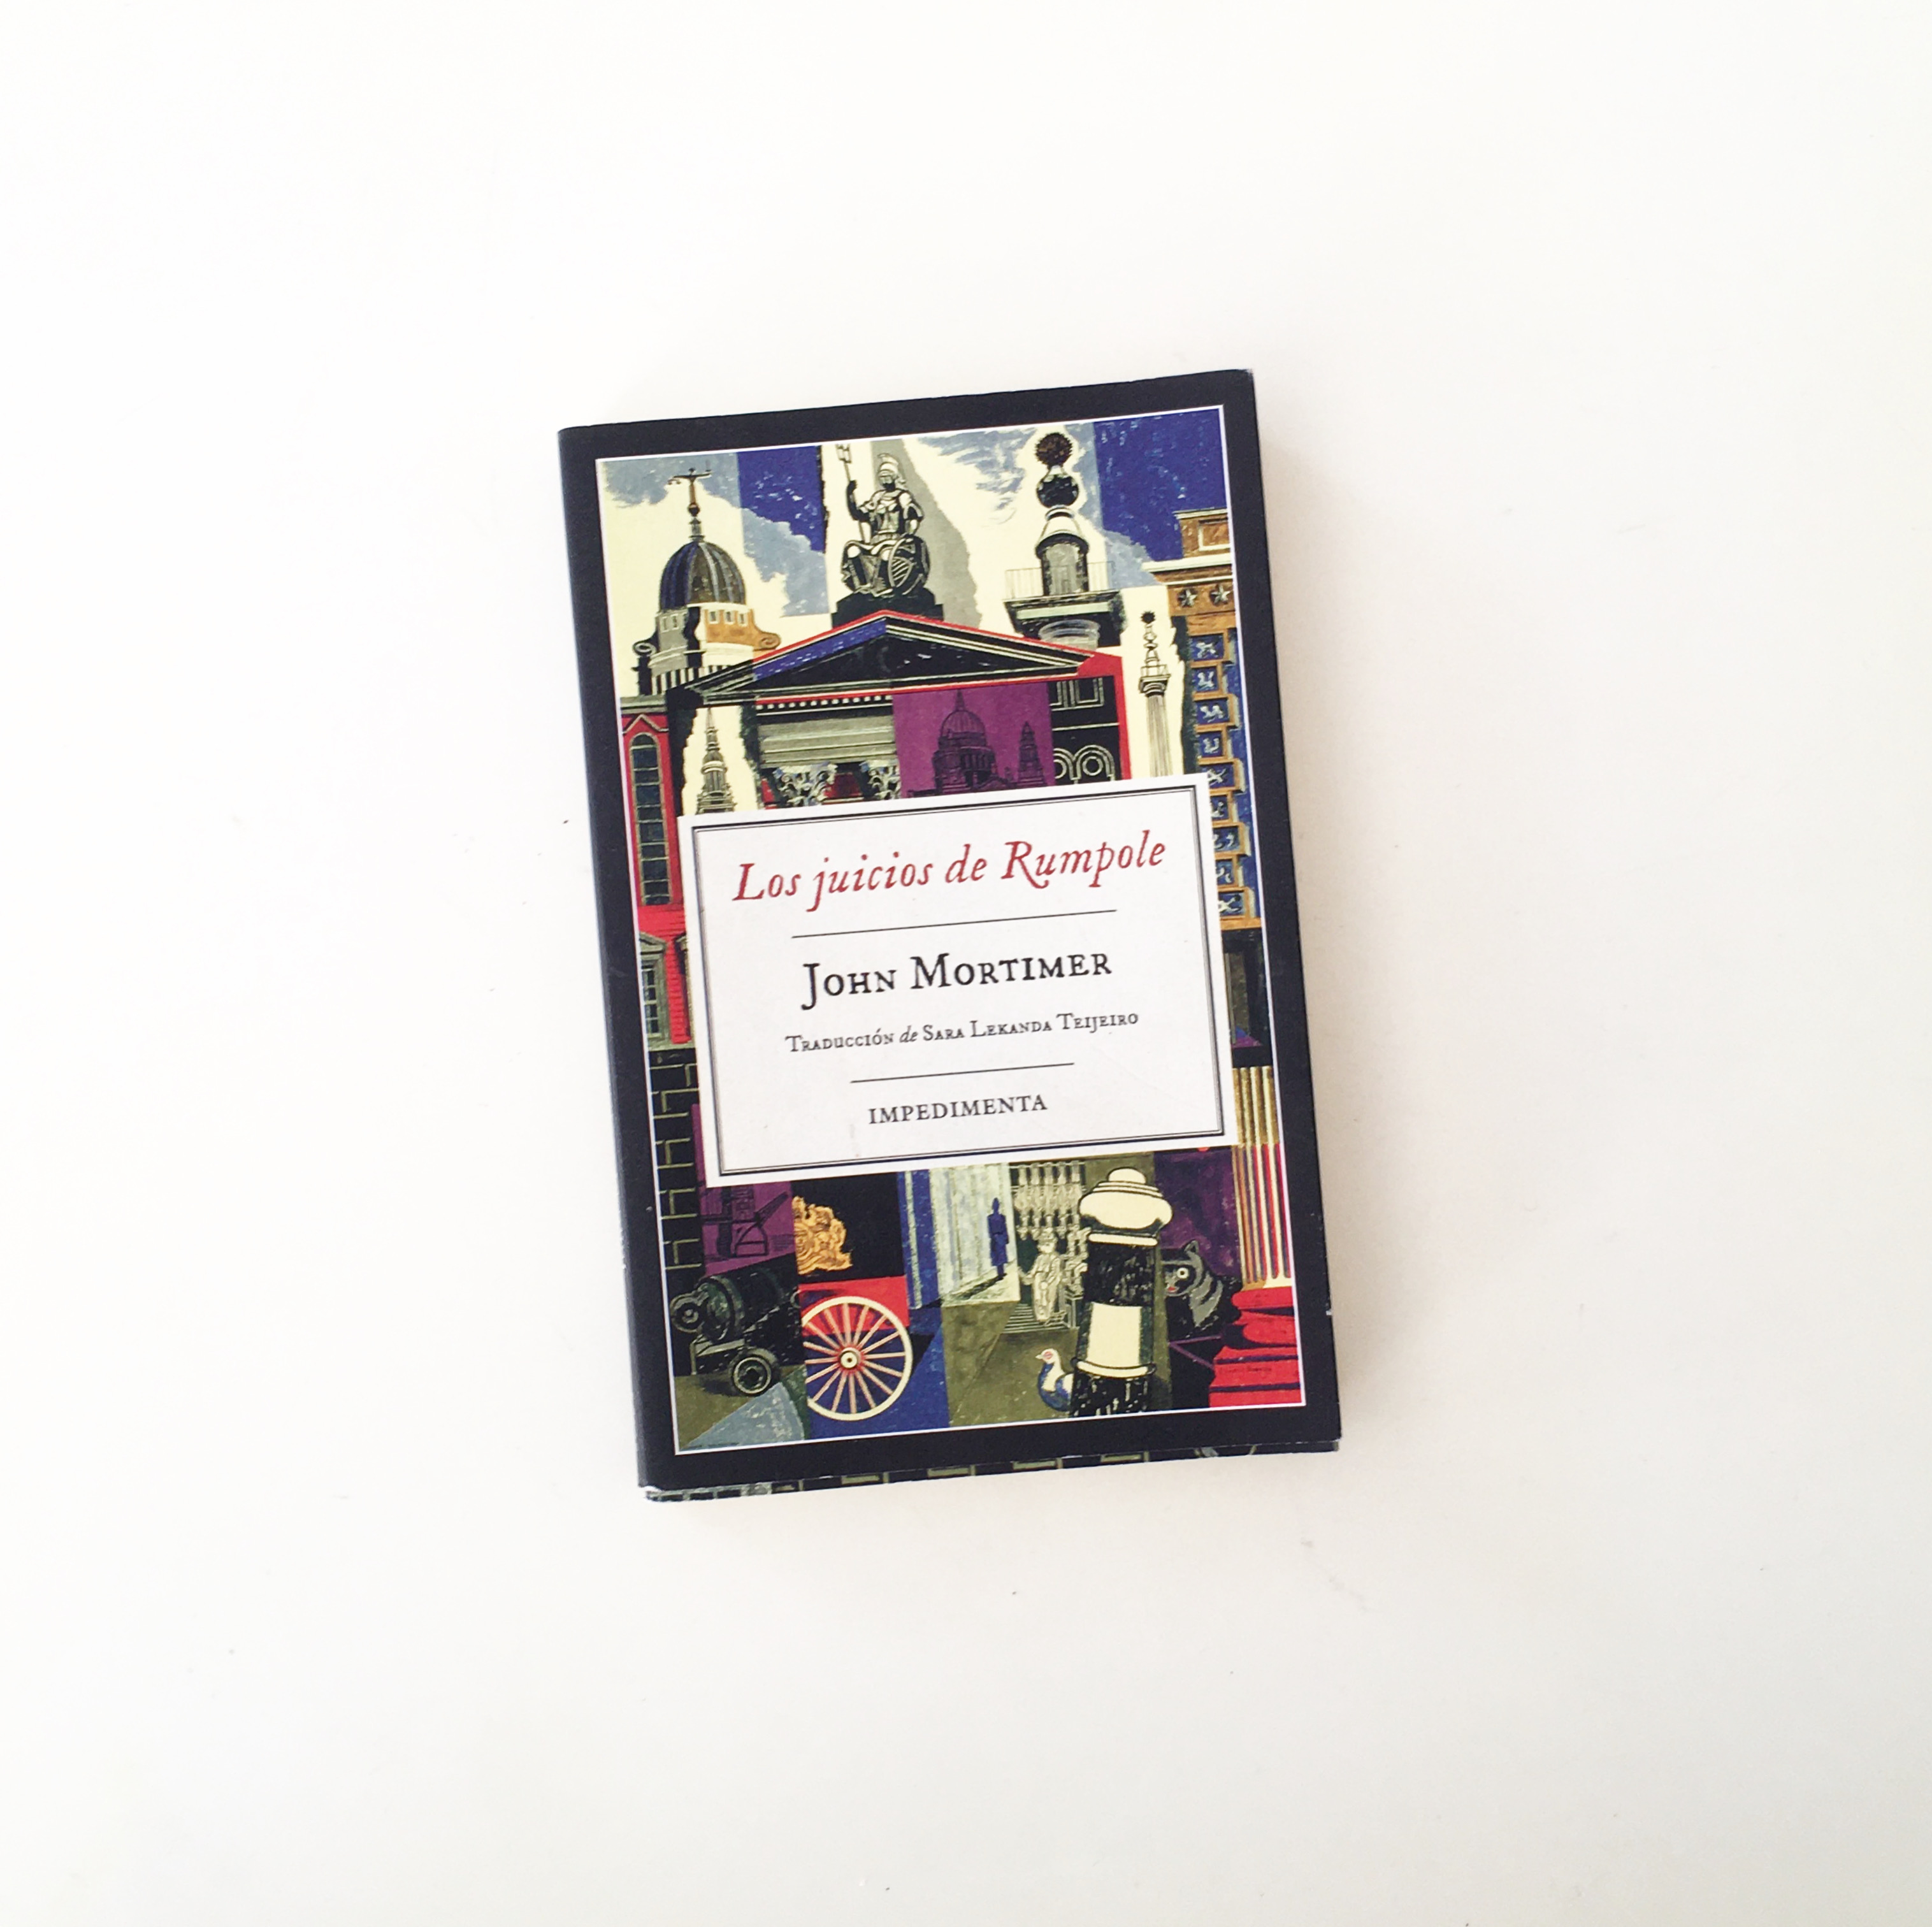 Los juicios de Rumpole
John Mortimer
Traducción de Sara Lekanda Teijeiro
IMPEDIMENTA